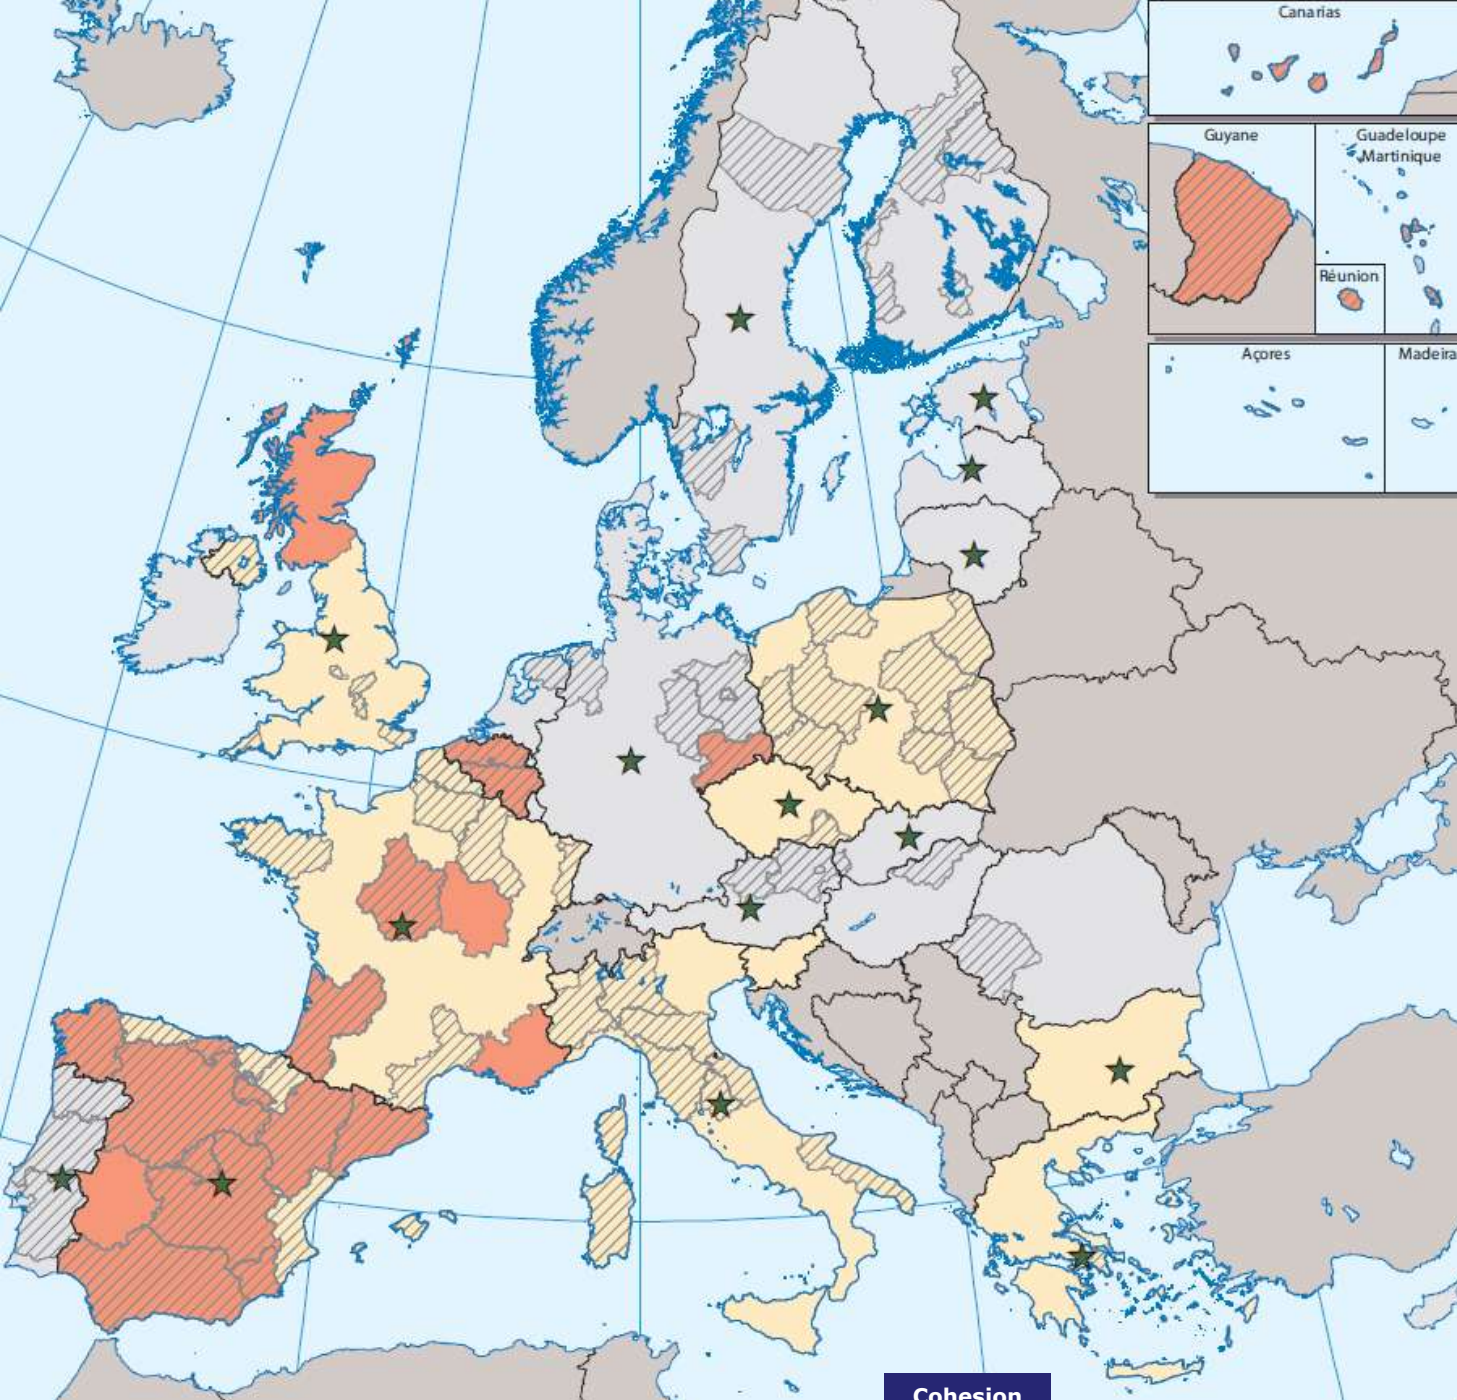 Canarias
Guyane
Guadeloupe
Martinique
Réunion
Açores
Madeira
Cohesion